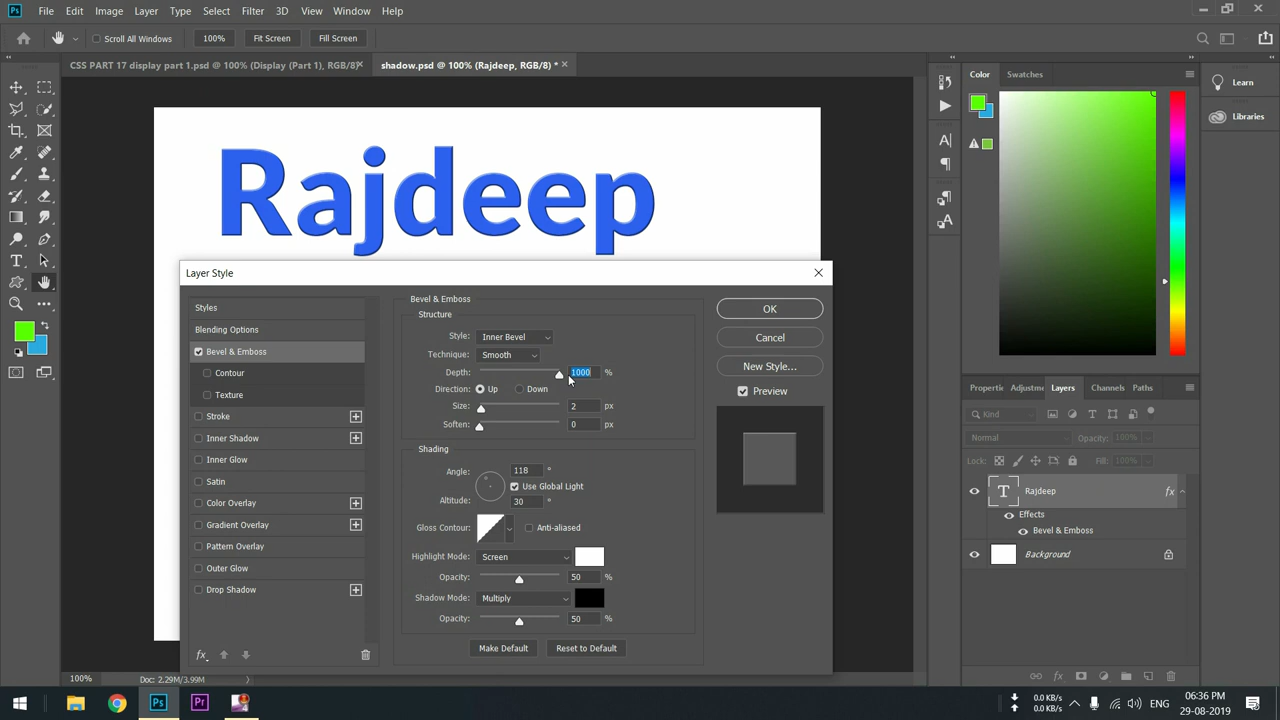 Ps File Edit Image Layer Type Select Filter 3D View Window Help
Scroll All Windows 100% Fit Screen Fill Screen
CSS PART 17 display part 1.psd @ 100% (Display (Part 1), RGB/8) shadow.psd @ 100% (Rajdeep, RGB/8) *
Color Swatches
Learn
Libraries
Rajdeep
Layer Style
Styles
Blending Options
Bevel & Emboss
Contour
Texture
Stroke
Inner Shadow
Inner Glow
Satin
Color Overlay
Gradient Overlay
Pattern Overlay
Outer Glow
Drop Shadow
fx
Bevel & Emboss
Structure
Style: Inner Bevel
Technique: Smooth
Depth: 1000 %
Direction: Up Down
Size: 2 px
Soften: 0 px
Shading
Angle: 118 °
Use Global Light
Altitude: 30 °
Gloss Contour: Anti-aliased
Highlight Mode: Screen
Opacity: 50 %
Shadow Mode: Multiply
Opacity: 50 %
Make Default Reset to Default
OK
Cancel
New Style...
Preview
Properti Adjustme Layers Channels Paths
Kind
Normal Opacity: 100%
Lock: Fill: 100%
T Rajdeep fx
Effects
Bevel & Emboss
Background
fx
100% Doc: 2.29M/3.99M
Ps Pr
0.0 KB/s
0.0 KB/s
ENG
06:36 PM
29-08-2019